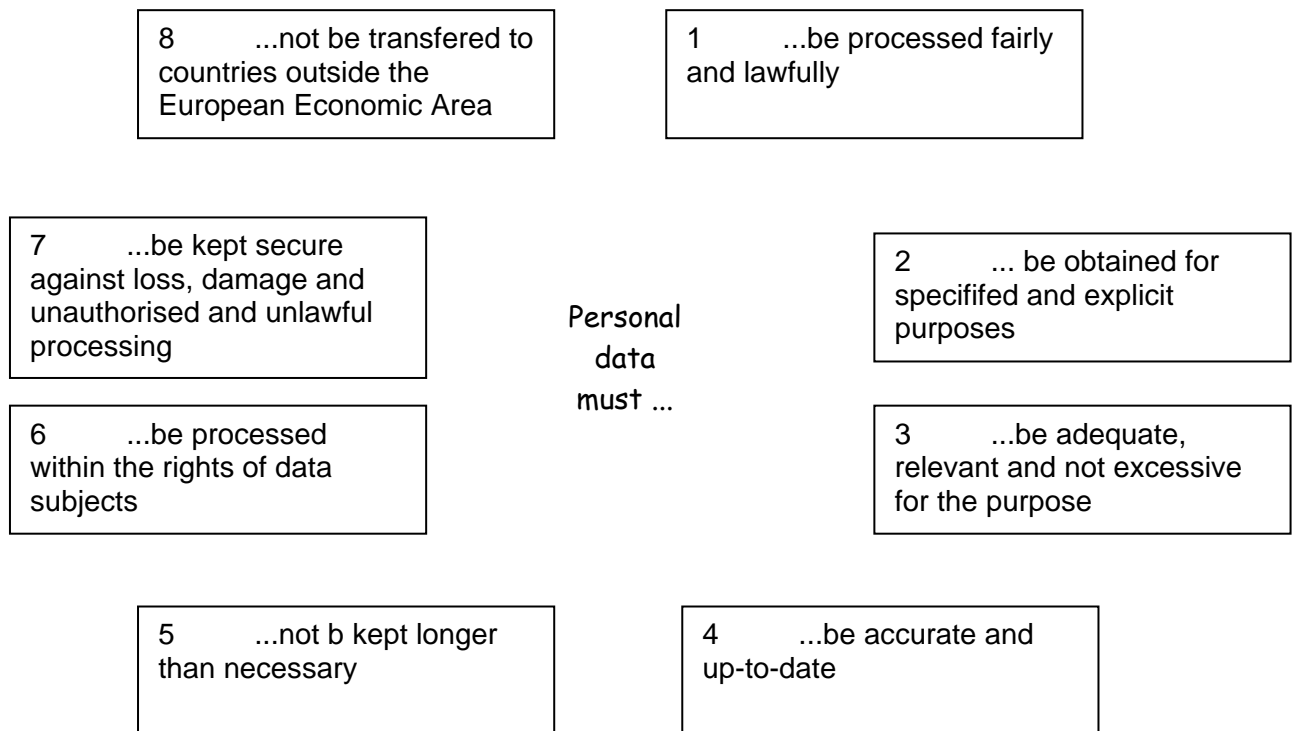 8 ...not be transfered to
countries outside the
European Economic Area
1 ...be processed fairly
and lawfully
7 ...be kept secure
against loss, damage and
unauthorised and unlawful
processing
2 ... be obtained for
specififed and explicit
purposes
Personal
data
must ...
6 ...be processed
within the rights of data
subjects
3 ...be adequate,
relevant and not excessive
for the purpose
5 ...not b kept longer
than necessary
4 ...be accurate and
up-to-date